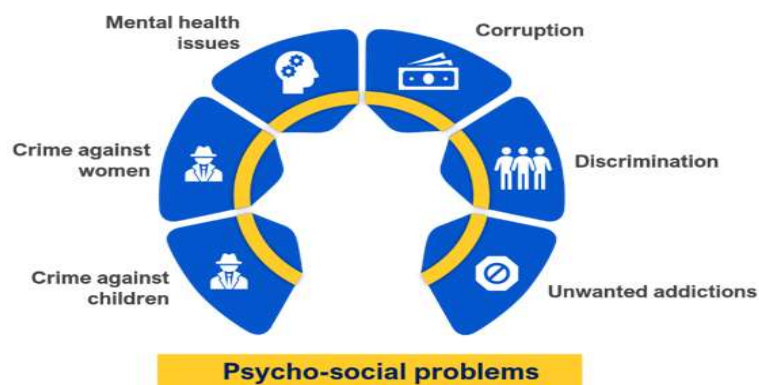 Mental health
issues
Corruption
Crime against
women
Discrimination
Crime against
children
Unwanted addictions
Psycho-social problems